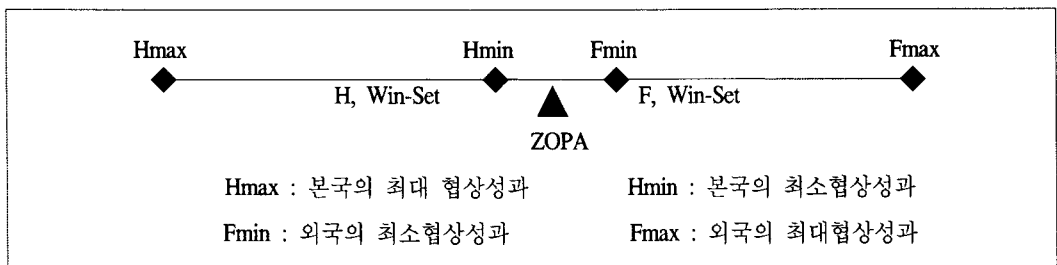 Hmax Hmin Fmin Fmax
H, Win-Set F, Win-Set
ZOPA
Hmax : 본국의 최대 협상성과 Hmin : 본국의 최소협상성과
Fmin : 외국의 최소협상성과 Fmax : 외국의 최대협상성과